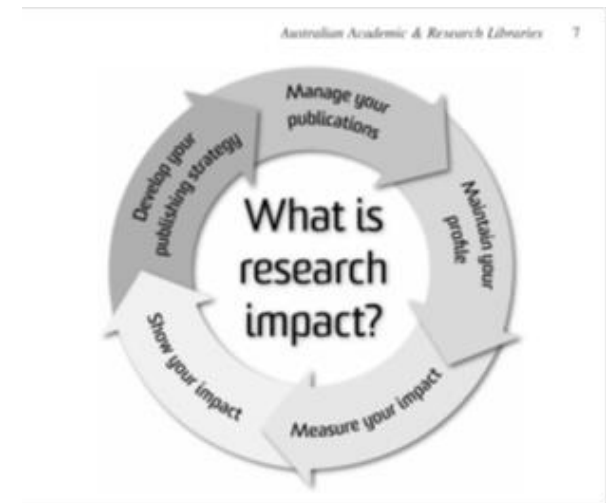 Australian Academic & Research Libraries 7
Manage your
publications
Maintain your
profile
Measure your impact
Show your impact
Develop your
publishing strategy
What is
research
impact?